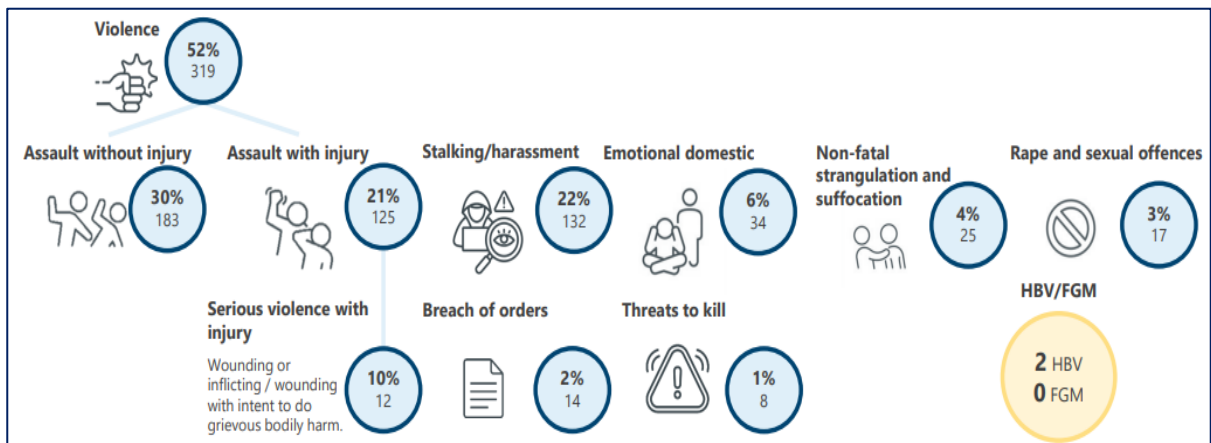 Violence
52%
319
Assault without injury
30%
183
Assault with injury
21%
125
Stalking/harassment
22%
132
Emotional domestic
6%
34
Non-fatal
strangulation and
suffocation
4%
25
Rape and sexual offences
3%
17
Serious violence with
injury
Wounding or
inflicting / wounding
with intent to do
grievous bodily harm.
10%
12
Breach of orders
2%
14
Threats to kill
1%
8
HBV/FGM
2 HBV
0 FGM